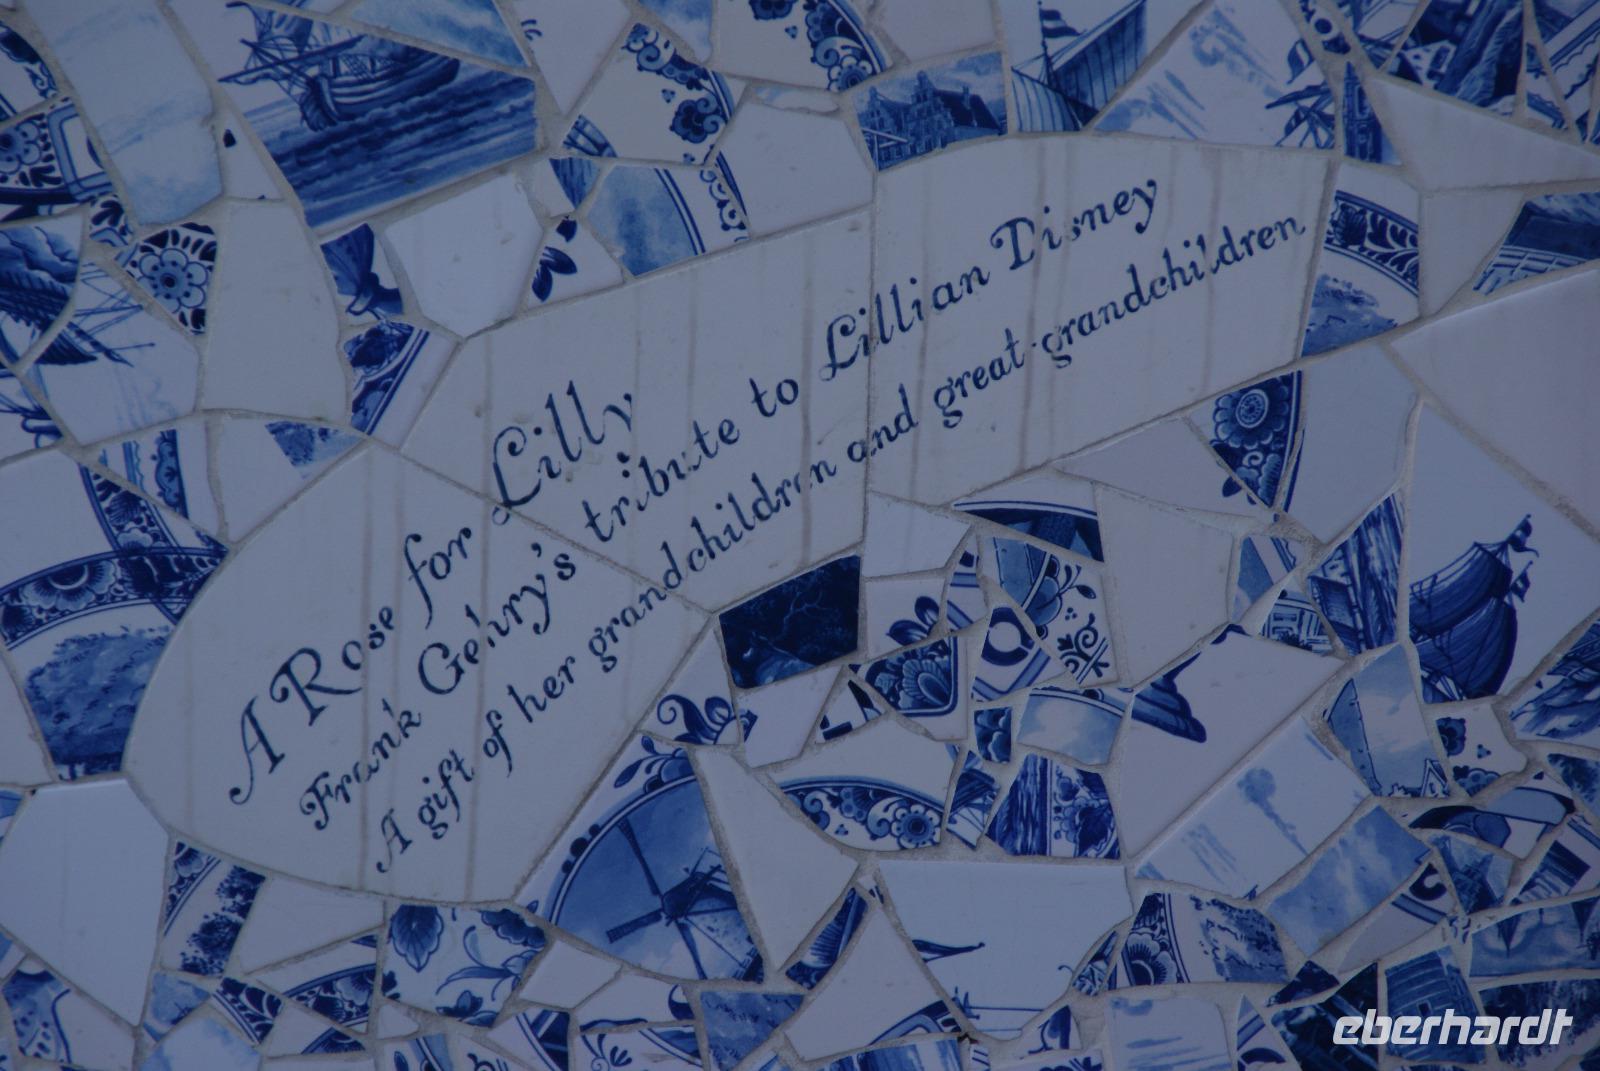 A Rose for Lilly
Frank Gehry's tribute to Lillian Disney
A gift of her grandchildren and great-grandchildren
eberhardt